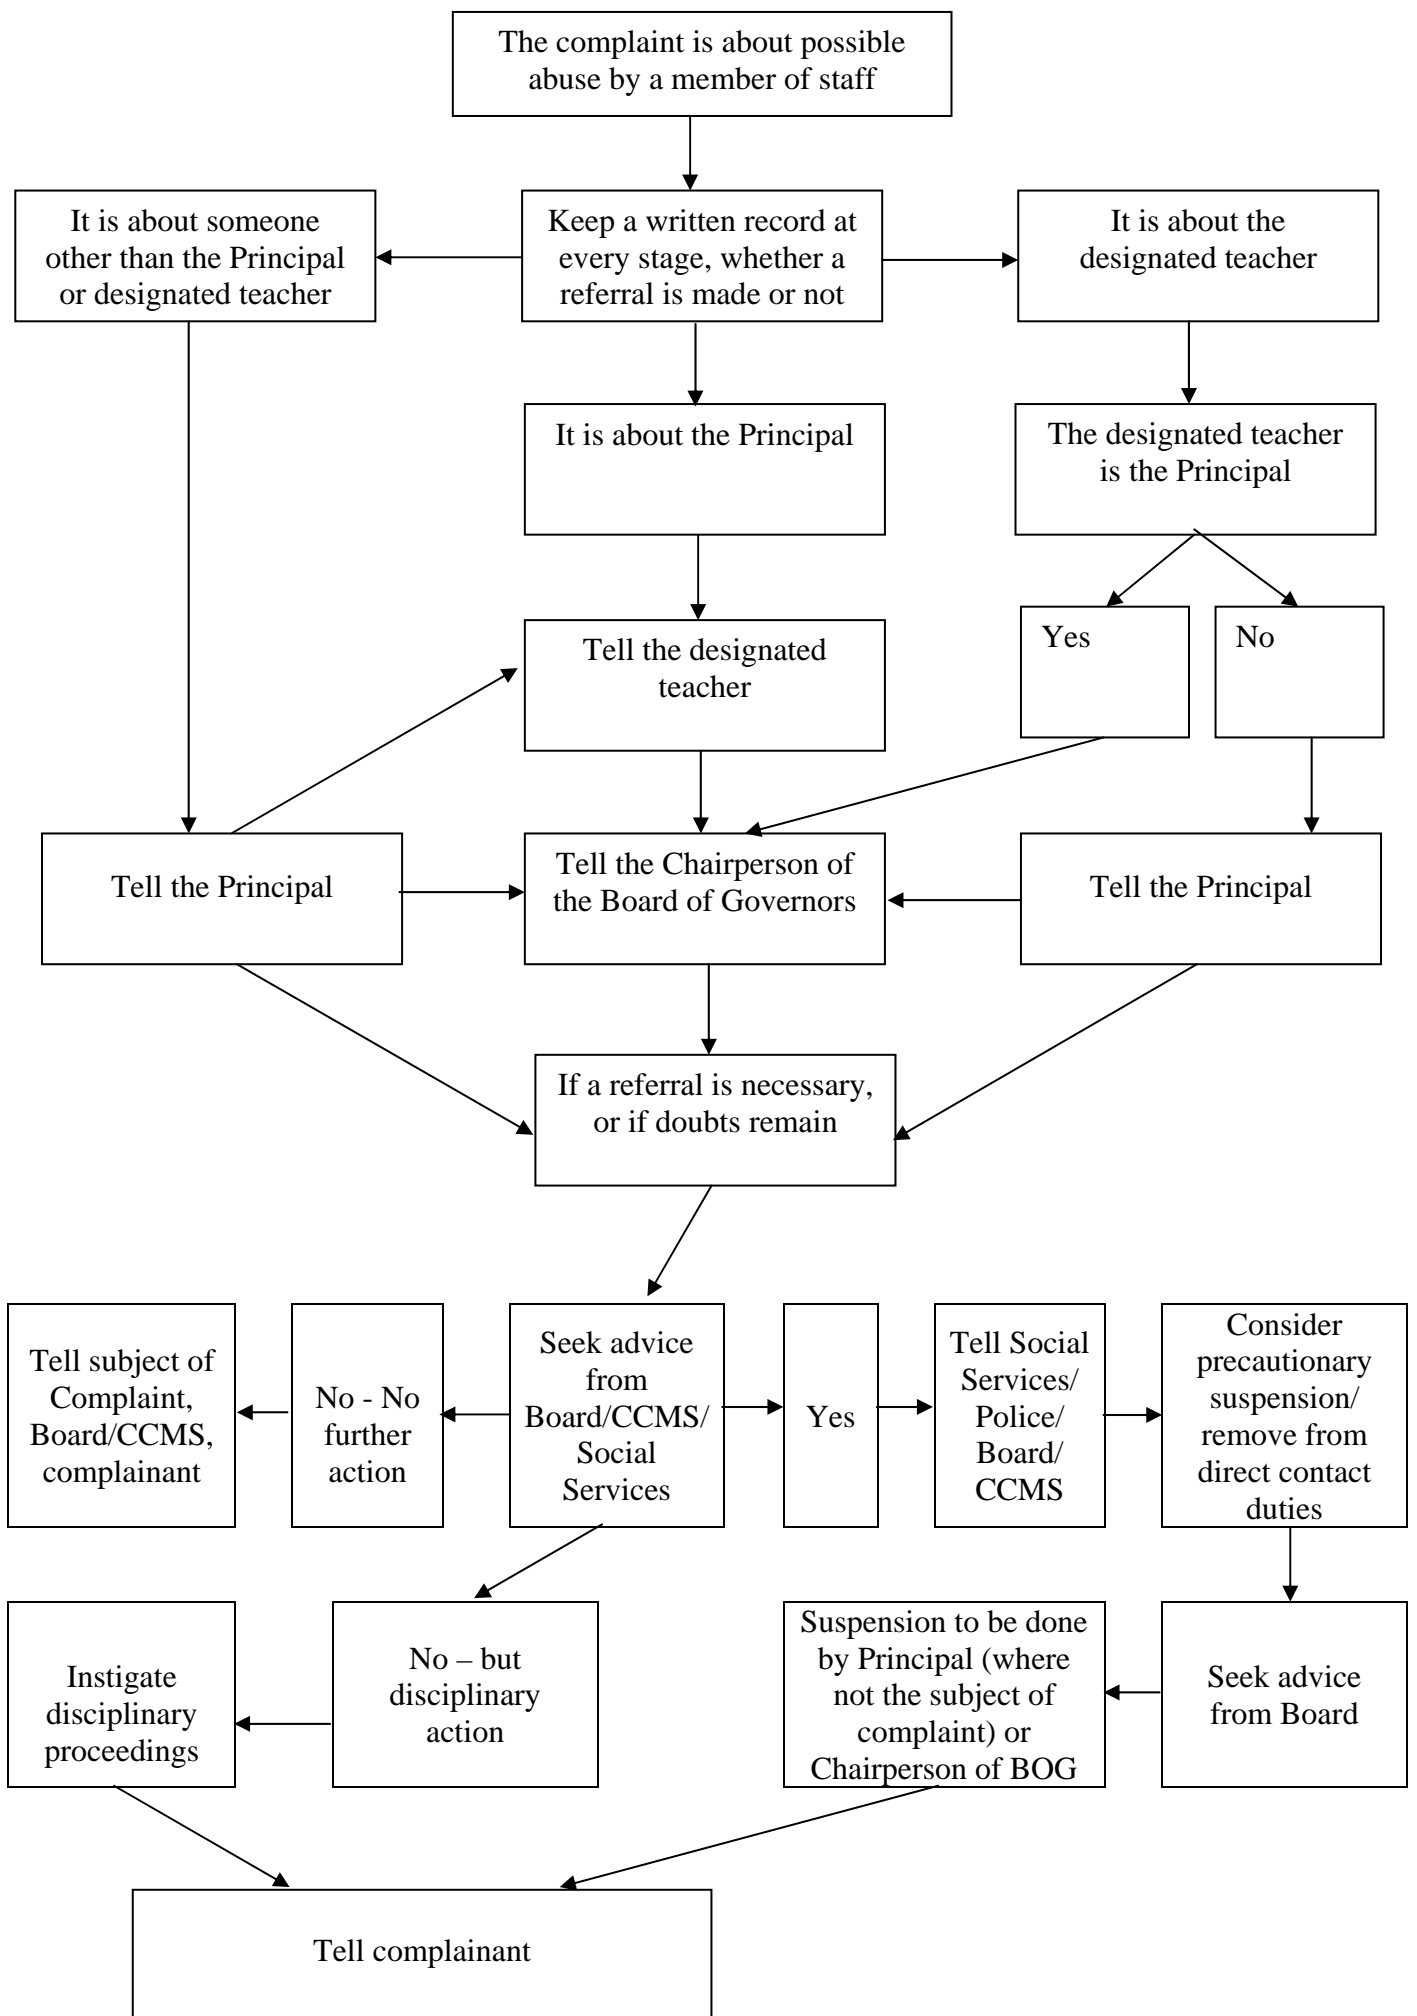 The complaint is about possible
abuse by a member of staff
It is about someone
other than the Principal
or designated teacher
Keep a written record at
every stage, whether a
referral is made or not
It is about the
designated teacher
It is about the Principal
The designated teacher
is the Principal
Tell the designated
teacher
Yes
No
Tell the Principal
Tell the Chairperson of
the Board of Governors
Tell the Principal
If a referral is necessary,
or if doubts remain
Tell subject of
Complaint,
Board/CCMS,
complainant
No - No
further
action
Seek advice
from
Board/CCMS/
Social
Services
Yes
Tell Social
Services/
Police/
Board/
CCMS
Consider
precautionary
suspension/
remove from
direct contact
duties
Instigate
disciplinary
proceedings
No – but
disciplinary
action
Suspension to be done
by Principal (where
not the subject of
complaint) or
Chairperson of BOG
Seek advice
from Board
Tell complainant